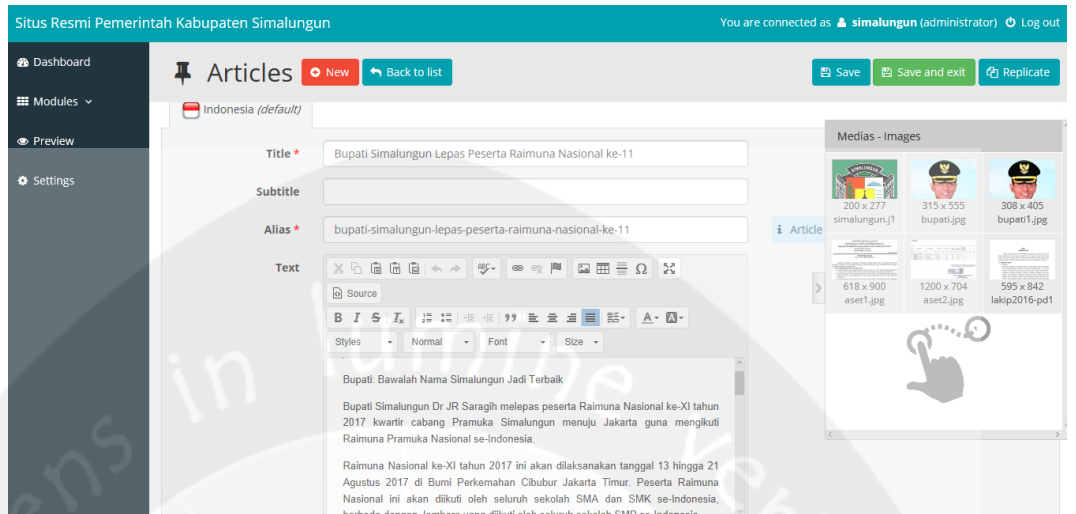 Situs Resmi Pemerintah Kabupaten Simalungun
You are connected as simalungun (administrator) Log out
Dashboard
Modules
Preview
Settings
Articles
New
Back to list
Save
Save and exit
Replicate
Indonesia (default)
Title *
Bupati Simalungun Lepas Peserta Raimuna Nasional ke-11
Subtitle
Alias *
bupati-simalungun-lepas-peserta-raimuna-nasional-ke-11
i Article
Text
Source
B I S Ix
Styles Normal Font Size
Bupati: Bawalah Nama Simalungun Jadi Terbaik
Bupati Simalungun Dr JR Saragih melepas peserta Raimuna Nasional ke-XI tahun
2017 kwartir cabang Pramuka Simalungun menuju Jakarta guna mengikuti
Raimuna Pramuka Nasional se-Indonesia.
Raimuna Nasional ke-XI tahun 2017 ini akan dilaksanakan tanggal 13 hingga 21
Agustus 2017 di Bumi Perkemahan Cibubur Jakarta Timur. Peserta Raimuna
Nasional ini akan diikuti oleh seluruh sekolah SMA dan SMK se-Indonesia,
Medias - Images
200 x 277
simalungun.j1
315 x 555
bupati.jpg
308 x 405
bupati1.jpg
618 x 900
aset1.jpg
1200 x 704
aset2.jpg
595 x 842
lakip2016-pd1
ens in lumine ve